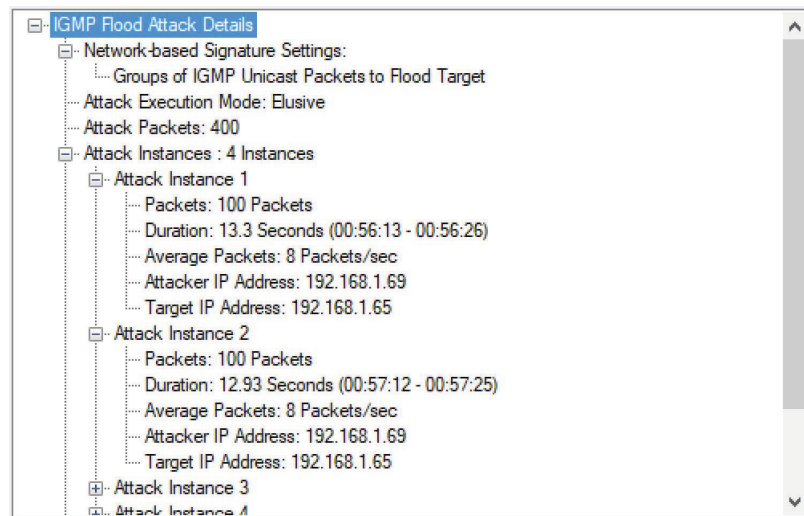 IGMP Flood Attack Details
Network-based Signature Settings:
Groups of IGMP Unicast Packets to Flood Target
Attack Execution Mode: Elusive
Attack Packets: 400
Attack Instances : 4 Instances
Attack Instance 1
Packets: 100 Packets
Duration: 13.3 Seconds (00:56:13 - 00:56:26)
Average Packets: 8 Packets/sec
Attacker IP Address: 192.168.1.69
Target IP Address: 192.168.1.65
Attack Instance 2
Packets: 100 Packets
Duration: 12.93 Seconds (00:57:12 - 00:57:25)
Average Packets: 8 Packets/sec
Attacker IP Address: 192.168.1.69
Target IP Address: 192.168.1.65
Attack Instance 3
Attack Instance 4